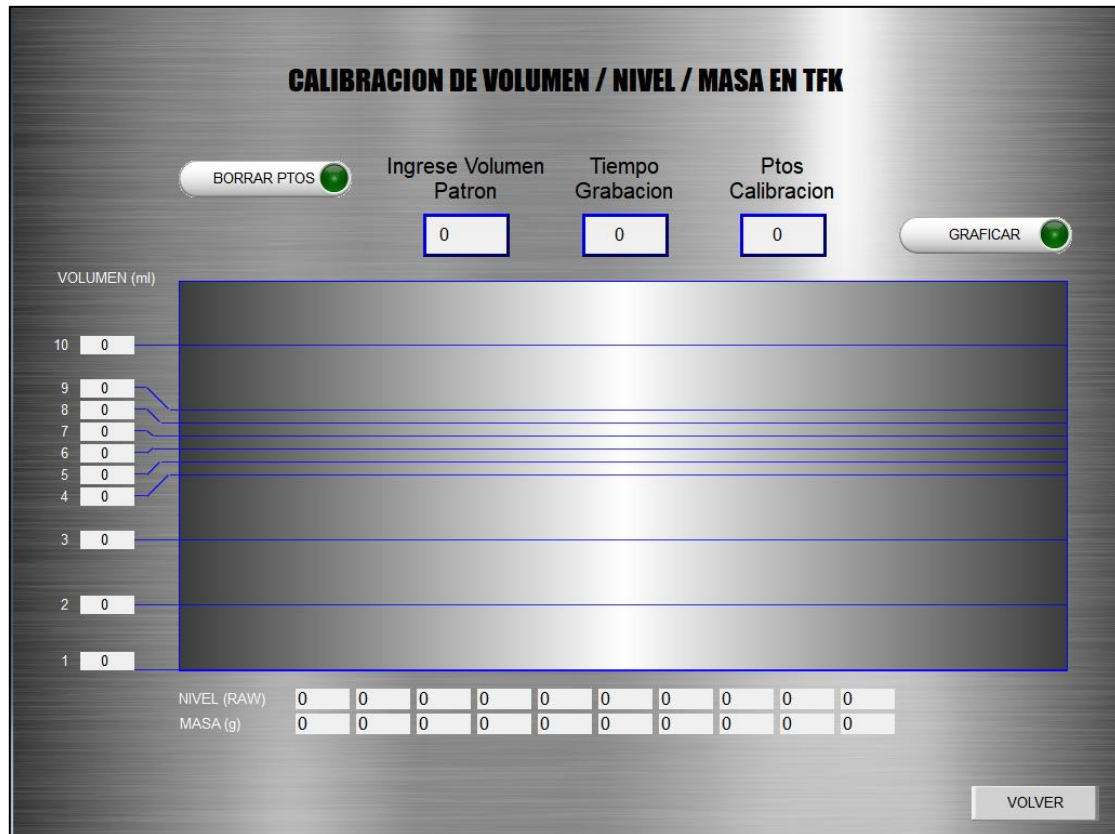 CALIBRACION DE VOLUMEN / NIVEL / MASA EN TFK
BORRAR PTOS
Ingrese Volumen
Patron
Tiempo
Grabacion
Ptos
Calibracion
0
0
0
GRAFICAR
VOLUMEN (ml)
10 0
9 0
8 0
7 0
6 0
5 0
4 0
3 0
2 0
1 0
NIVEL (RAW) 0 0 0 0 0 0 0 0 0 0
MASA (g) 0 0 0 0 0 0 0 0 0 0
VOLVER